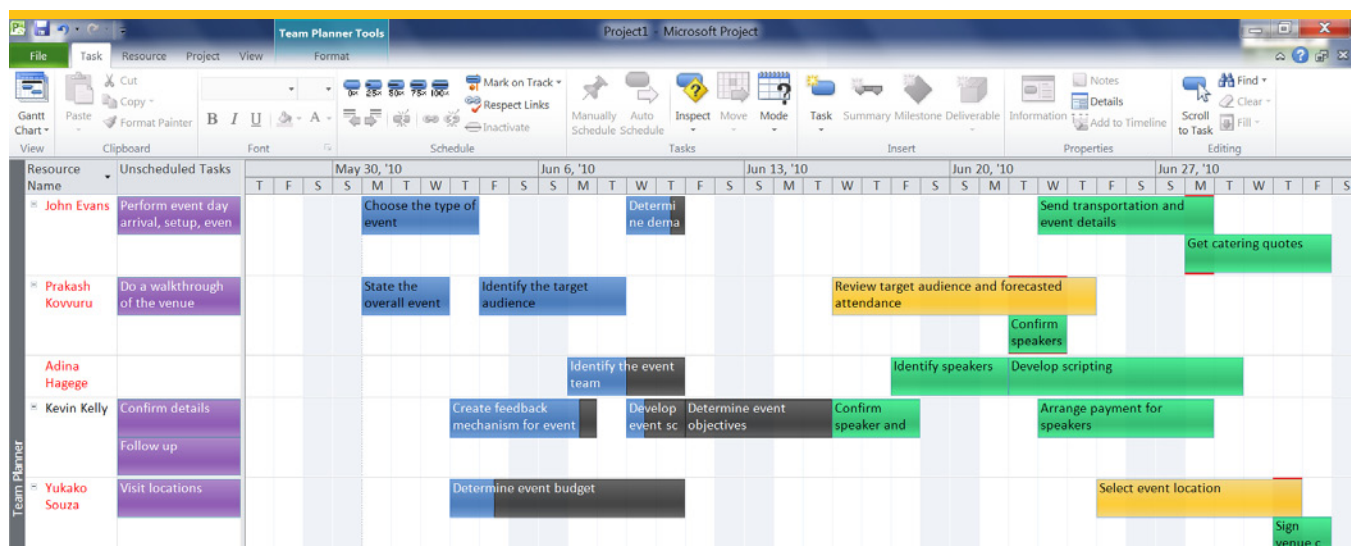 Team Planner Tools
Project1 - Microsoft Project
File Task Resource Project View Format
Cut
Copy
Format Painter
Paste
Gantt Chart
B I U A
0% 25% 50% 75% 100%
Mark on Track
Respect Links
Inactivate
Manually Schedule
Auto Schedule
Inspect Move Mode
Task Summary Milestone Deliverable
Information
Notes
Details
Add to Timeline
Scroll to Task
Find
Clear
Fill
View Clipboard Font Schedule Tasks Insert Properties Editing
Resource Name
Unscheduled Tasks
May 30, '10 Jun 6, '10 Jun 13, '10 Jun 20, '10 Jun 27, '10
T F S S M T W T F S S M T W T F S S M T W T F S S M T W T F S S M T W T F S
John Evans
Perform event day
arrival, setup, even
Choose the type of
event
Determi
ne dema
Send transportation and
event details
Get catering quotes
Prakash
Kovvuru
Do a walkthrough
of the venue
State the
overall event
Identify the target
audience
Review target audience and forecasted
attendance
Confirm
speakers
Adina
Hagege
Identify the event
team
Identify speakers
Develop scripting
Kevin Kelly
Confirm details
Follow up
Create feedback
mechanism for event
Develop
event sc
Determine event
objectives
Confirm
speaker and
Arrange payment for
speakers
Yukako
Souza
Visit locations
Determine event budget
Select event location
Sign
venue c
Team Planner